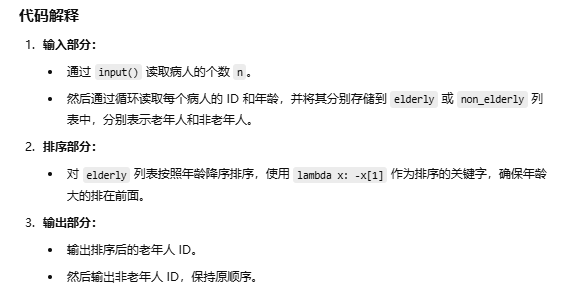 代码解释
1. 输入部分：
• 通过 input() 读取病人的个数 n 。
• 然后通过循环读取每个病人的 ID 和年龄，并将其分别存储到 elderly 或 non_elderly 列
表中，分别表示老年人和非老年人。
2. 排序部分：
• 对 elderly 列表按照年龄降序排序，使用 lambda x: -x[1] 作为排序的关键字，确保年龄
大的排在前面。
3. 输出部分：
• 输出排序后的老年人 ID。
• 然后输出非老年人 ID，保持原顺序。